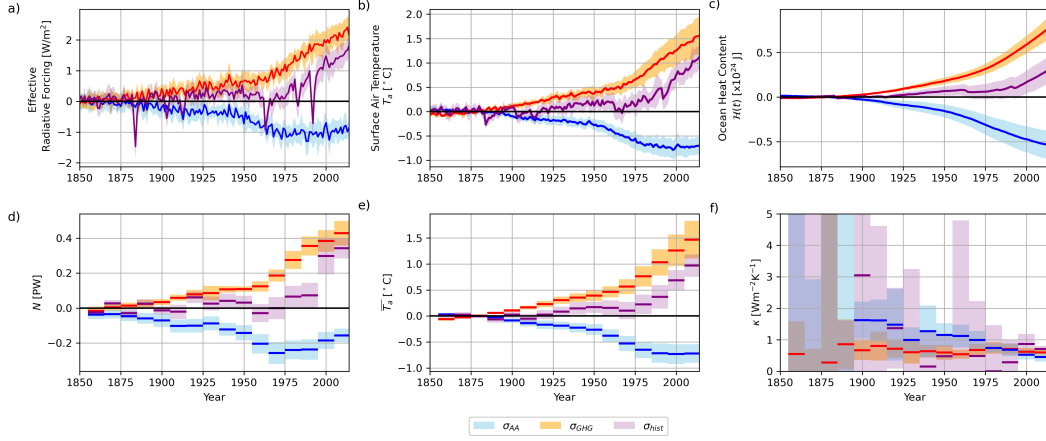 a)
Effective
Radiative Forcing [W/m²]
2
1
0
−1
−2
1850 1875 1900 1925 1950 1975 2000
b)
Surface Air Temperature
Tₐ [°C]
2.0
1.5
1.0
0.5
0.0
−0.5
−1.0
1850 1875 1900 1925 1950 1975 2000
c)
Ocean Heat Content
H(t) [x10²⁴ J]
0.5
0.0
−0.5
1850 1875 1900 1925 1950 1975 2000
d)
N [PW]
0.4
0.2
0.0
−0.2
1850 1875 1900 1925 1950 1975 2000
Year
e)
T̅ₐ [°C]
1.5
1.0
0.5
0.0
−0.5
−1.0
1850 1875 1900 1925 1950 1975 2000
Year
f)
κ [Wm⁻²K⁻¹]
5
4
3
2
1
0
1850 1875 1900 1925 1950 1975 2000
Year
σ_AA σ_GHG σ_hist